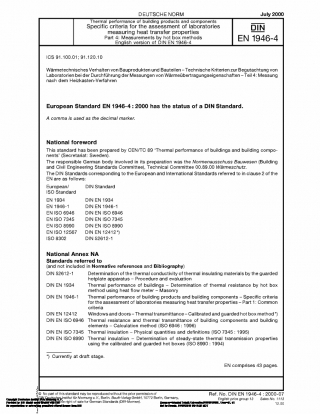 DEUTSCHE NORM
July 2000
Thermal performance of building products and components
Specific criteria for the assessment of laboratories
measuring heat transfer properties
Part 4: Measurements by hot box methods
English version of DIN EN 1946-4
DIN
EN 1946-4
ICS 91.100.01; 91.120.10
Wärmetechnisches Verhalten von Bauprodukten und Bauteilen – Technische Kriterien zur Begutachtung von
Laboratorien bei der Durchführung der Messungen von Wärmeübertragungseigenschaften – Teil 4: Messung
nach dem Heizkasten-Verfahren
European Standard EN 1946-4 : 2000 has the status of a DIN Standard.
A comma is used as the decimal marker.
National foreword
This standard has been prepared by CEN/TC 89 'Thermal performance of buildings and building compo-
nents' (Secretariat: Sweden).
The responsible German body involved in its preparation was the Normenausschuss Bauwesen (Building
and Civil Engineering Standards Committee), Technical Committee 00.89.00 Wärmeschutz.
The DIN Standards corresponding to the European and International Standards referred to in clause 2 of the
EN are as follows:
European/ DIN Standard
ISO Standard
EN 1934 DIN EN 1934
EN 1946-1 DIN EN 1946-1
EN ISO 6946 DIN EN ISO 6946
EN ISO 7345 DIN EN ISO 7345
EN ISO 8990 DIN EN ISO 8990
EN ISO 12567 DIN EN 12412*)
ISO 8302 DIN 52612-1
National Annex NA
Standards referred to
(and not included in Normative references and Bibliography)
DIN 52612-1 Determination of the thermal conductivity of thermal insulating materials by the guarded
hotplate apparatus – Procedure and evaluation
DIN EN 1934 Thermal performance of buildings – Determination of thermal resistance by hot box
method using heat flow meter – Masonry
DIN EN 1946-1 Thermal performance of building products and building components – Specific criteria
for the assessment of laboratories measuring heat transfer properties – Part 1: Common
criteria
DIN EN 12412 Windows and doors – Thermal transmittance – Calibrated and guarded hot box method*)
DIN EN ISO 6946 Thermal resistance and thermal transmittance of building components and building
elements – Calculation method (ISO 6946 : 1996)
DIN EN ISO 7345 Thermal insulation – Physical quantities and definitions (ISO 7345 : 1995)
DIN EN ISO 8990 Thermal insulation – Determination of steady-state thermal transmission properties
using the calibrated and guarded hot boxes (ISO 8990 : 1994)
*) Currently at draft stage.
EN comprises 43 pages.
No part of this standard may be reproduced without the prior permission of
Ref. No. DIN EN 1946-4 : 2000-07